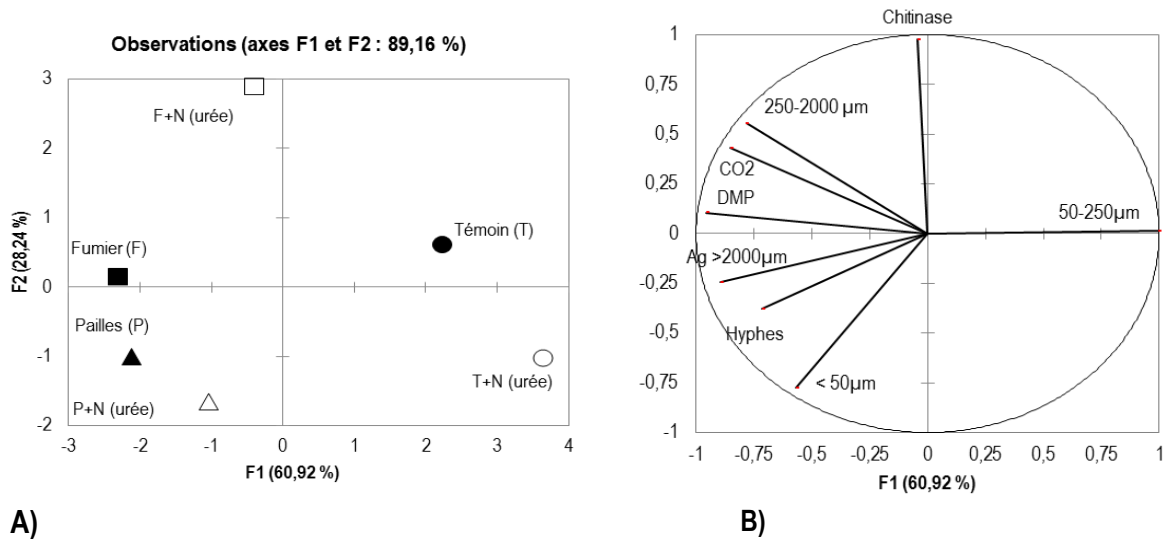 Observations (axes F1 et F2 : 89,16 %)
F2 (28,24 %)
3
2
1
0
-1
-2
F+N (urée)
Témoin (T)
Fumier (F)
Pailles (P)
P+N (urée)
T+N (urée)
-3 -2 -1 0 1 2 3 4
F1 (60,92 %)
A)
Chitinase
1
0,75
0,5
0,25
0
-0,25
-0,5
-0,75
-1
250-2000 µm
CO2
DMP
50-250µm
Ag >2000µm
Hyphes
< 50µm
-1 -0,75 -0,5 -0,25 0 0,25 0,5 0,75 1
F1 (60,92 %)
B)